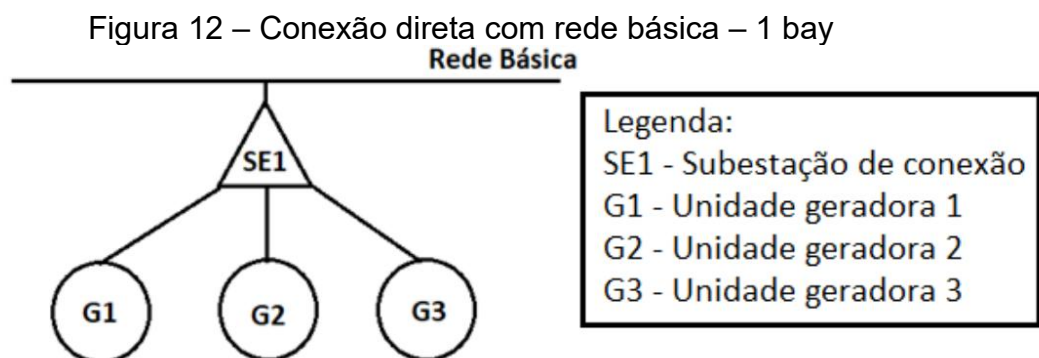 Figura 12 – Conexão direta com rede básica – 1 bay
Rede Básica
SE1
G1
G2
G3
Legenda:
SE1 - Subestação de conexão
G1 - Unidade geradora 1
G2 - Unidade geradora 2
G3 - Unidade geradora 3